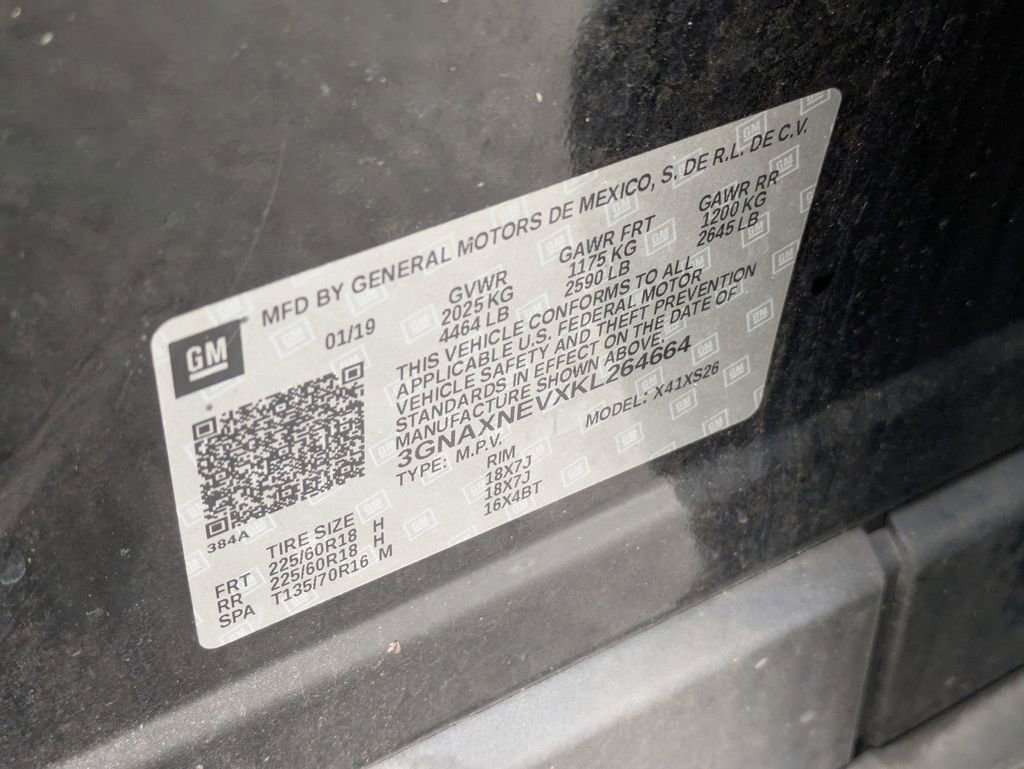 MFD BY GENERAL MOTORS DE MEXICO, S. DE R.L. DE C.V.
GM
01/19
GVWR GAWR FRT GAWR RR
2025 KG 1175 KG 1200 KG
4464 LB 2590 LB 2645 LB
THIS VEHICLE CONFORMS TO ALL
APPLICABLE U.S. FEDERAL MOTOR
VEHICLE SAFETY AND THEFT PREVENTION
STANDARDS IN EFFECT ON THE DATE OF
MANUFACTURE SHOWN ABOVE.
3GNAXNEVXKL264664
TYPE: M.P.V. MODEL: X41XS26
384A
TIRE SIZE RIM
FRT 225/60R18 H 18X7J
RR 225/60R18 H 18X7J
SPA T135/70R16 M 16X4BT